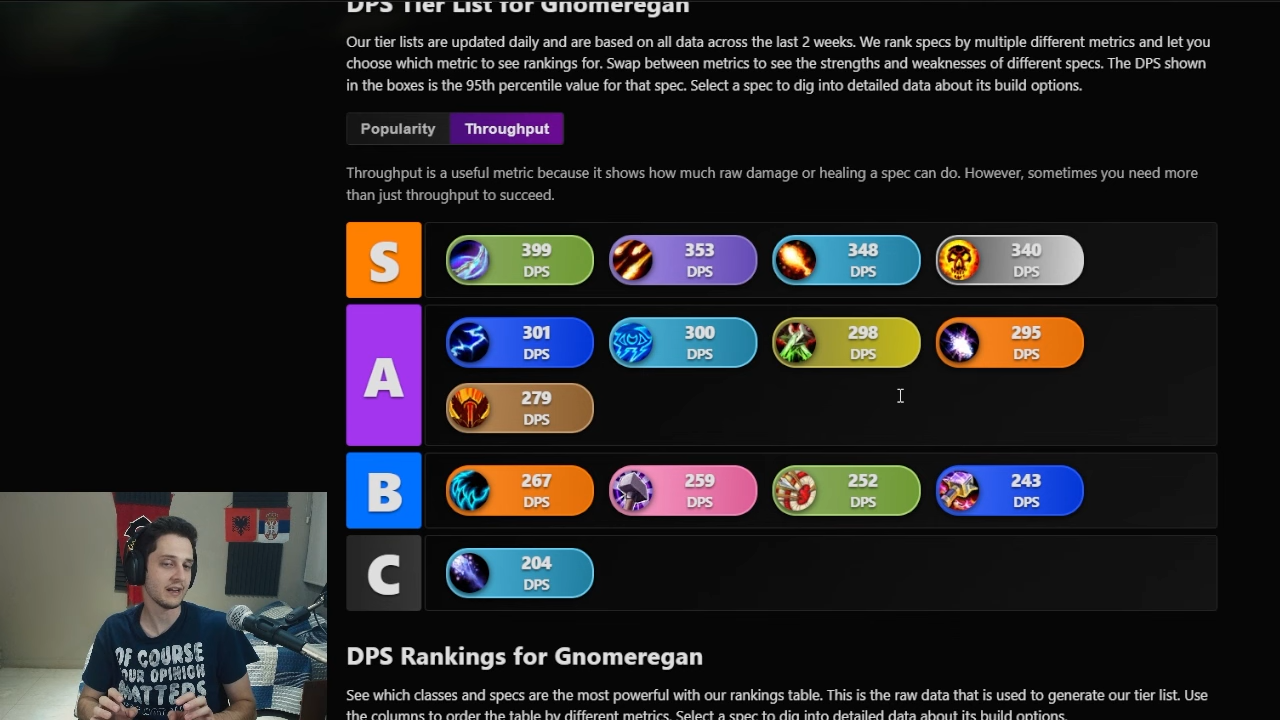 DPS Tier List for Gnomeregan
Our tier lists are updated daily and are based on all data across the last 2 weeks. We rank specs by multiple different metrics and let you
choose which metric to see rankings for. Swap between metrics to see the strengths and weaknesses of different specs. The DPS shown
in the boxes is the 95th percentile value for that spec. Select a spec to dig into detailed data about its build options.
Popularity Throughput
Throughput is a useful metric because it shows how much raw damage or healing a spec can do. However, sometimes you need more
than just throughput to succeed.
S
399 DPS
353 DPS
348 DPS
340 DPS
A
301 DPS
300 DPS
298 DPS
295 DPS
279 DPS
B
267 DPS
259 DPS
252 DPS
243 DPS
C
204 DPS
DPS Rankings for Gnomeregan
See which classes and specs are the most powerful with our rankings table. This is the raw data that is used to generate our tier list. Use
the columns to order the table by different metrics. Select a spec to dig into detailed data about its build options.
OF COURSE
OUR OPINION
MATTERS